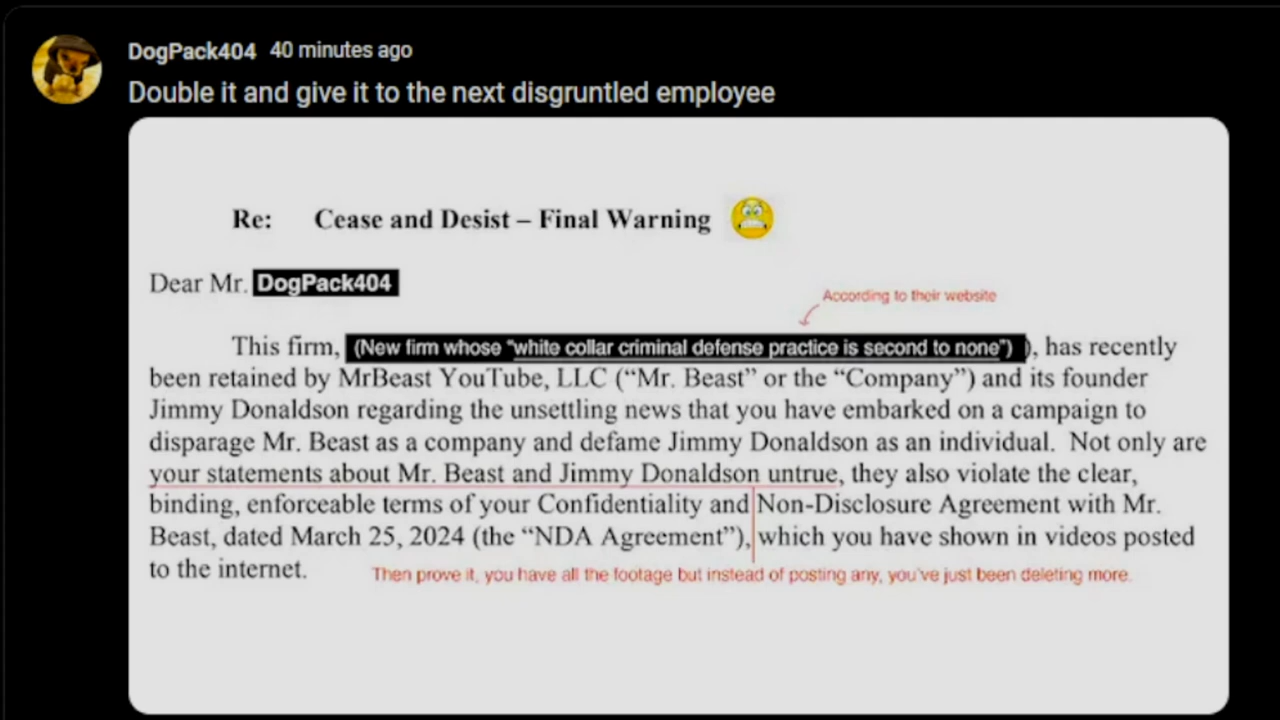 DogPack404 40 minutes ago
Double it and give it to the next disgruntled employee
Re: Cease and Desist – Final Warning
Dear Mr. DogPack404
According to their website
This firm, (New firm whose "white collar criminal defense practice is second to none") ), has recently
been retained by MrBeast YouTube, LLC (“Mr. Beast” or the “Company”) and its founder
Jimmy Donaldson regarding the unsettling news that you have embarked on a campaign to
disparage Mr. Beast as a company and defame Jimmy Donaldson as an individual. Not only are
your statements about Mr. Beast and Jimmy Donaldson untrue, they also violate the clear,
binding, enforceable terms of your Confidentiality and Non-Disclosure Agreement with Mr.
Beast, dated March 25, 2024 (the “NDA Agreement”), which you have shown in videos posted
to the internet.
Then prove it, you have all the footage but instead of posting any, you've just been deleting more.